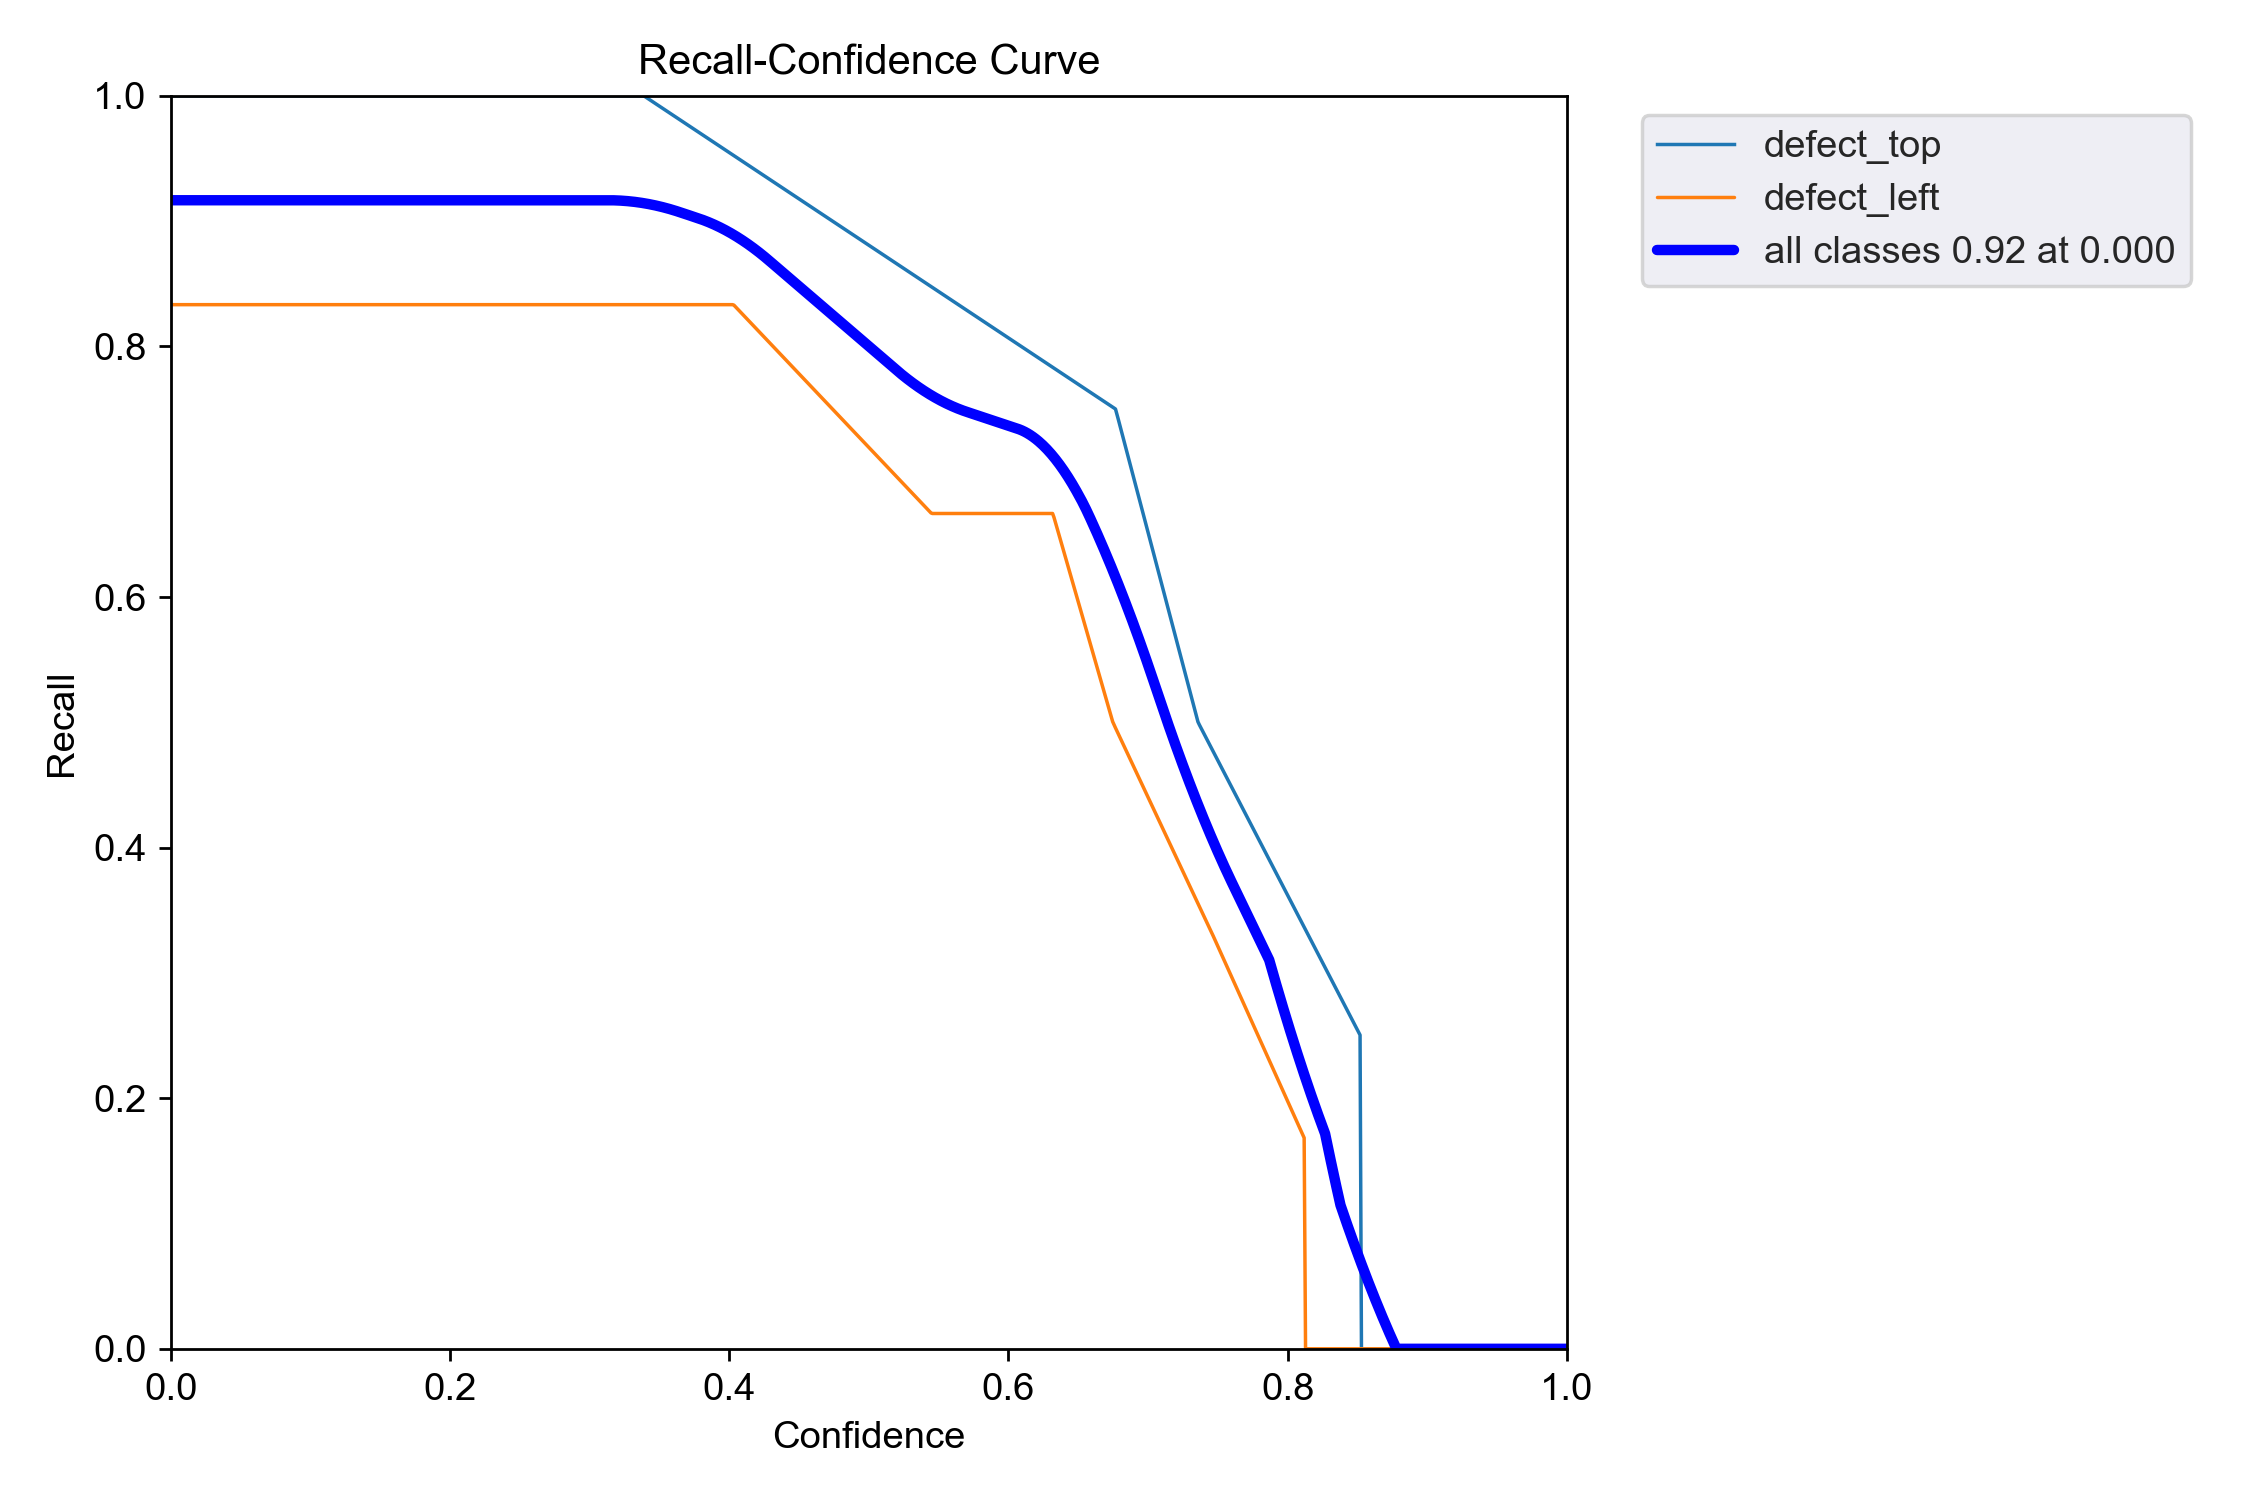 Recall-Confidence Curve
1.0
0.8
0.6
0.4
0.2
0.0
Recall
0.0 0.2 0.4 0.6 0.8 1.0
Confidence
defect_top
defect_left
all classes 0.92 at 0.000